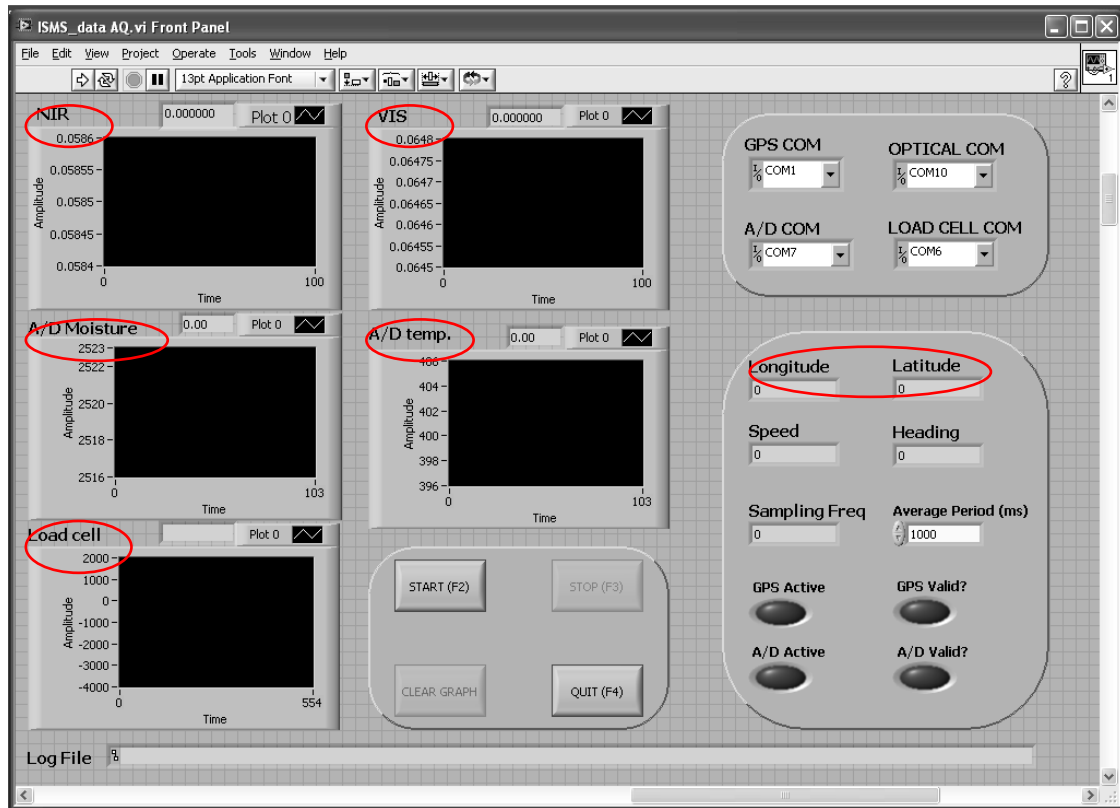 ISMS_data AQ.vi Front Panel
File Edit View Project Operate Tools Window Help
13pt Application Font
?
1
NIR 0.000000 Plot 0
0.0586
0.05855
0.0585
0.05845
0.0584
Amplitude
0 100
Time
VIS 0.000000 Plot 0
0.0648
0.06475
0.0647
0.06465
0.0646
0.06455
0.0645
Amplitude
0 100
Time
GPS COM OPTICAL COM
COM1 COM10
A/D COM LOAD CELL COM
COM7 COM6
A/D Moisture 0.00 Plot 0
2523
2522
2520
2518
2516
Amplitude
0 103
Time
A/D temp. 0.00 Plot 0
406
404
402
400
398
396
Amplitude
0 103
Time
Longitude Latitude
0 0
Speed Heading
0 0
Sampling Freq Average Period (ms)
0 1000
GPS Active GPS Valid?
A/D Active A/D Valid?
Load cell Plot 0
2000
1000
0
-1000
-2000
-3000
-4000
Amplitude
0 554
Time
START (F2) STOP (F3)
CLEAR GRAPH QUIT (F4)
Log File